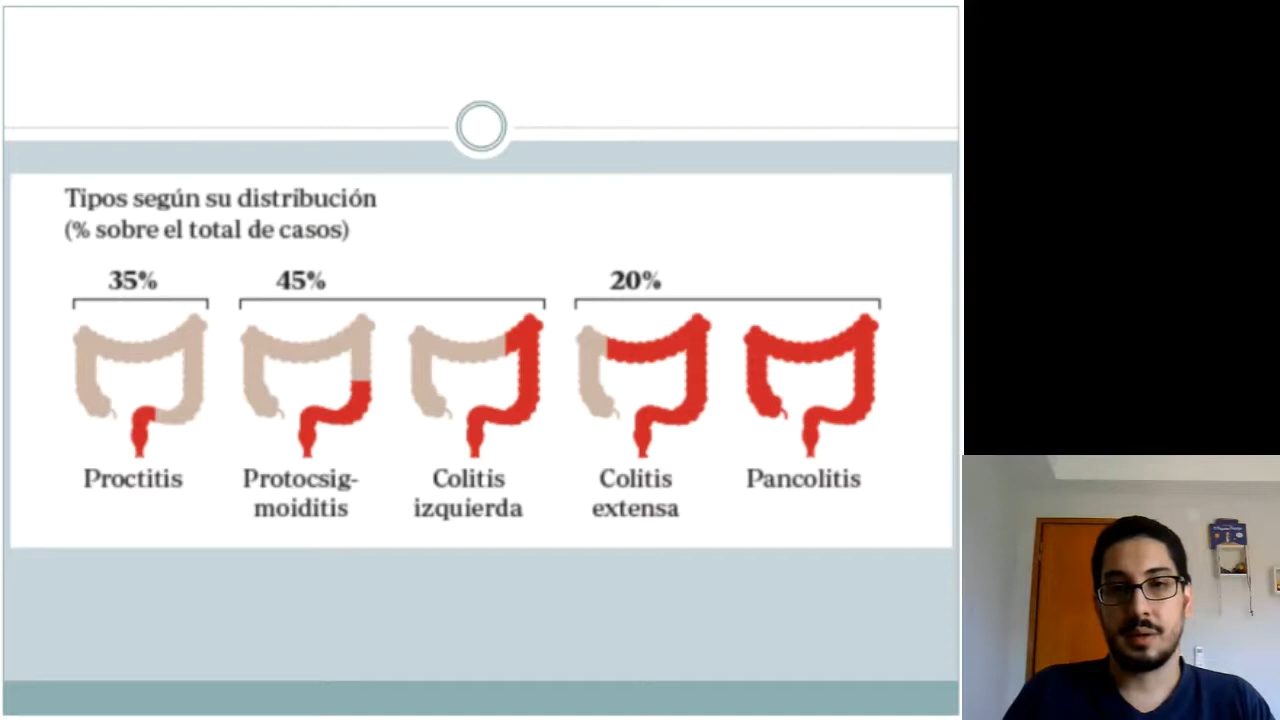 Tipos según su distribución
(% sobre el total de casos)
35%
45%
20%
Proctitis
Protocsig-
moiditis
Colitis
izquierda
Colitis
extensa
Pancolitis